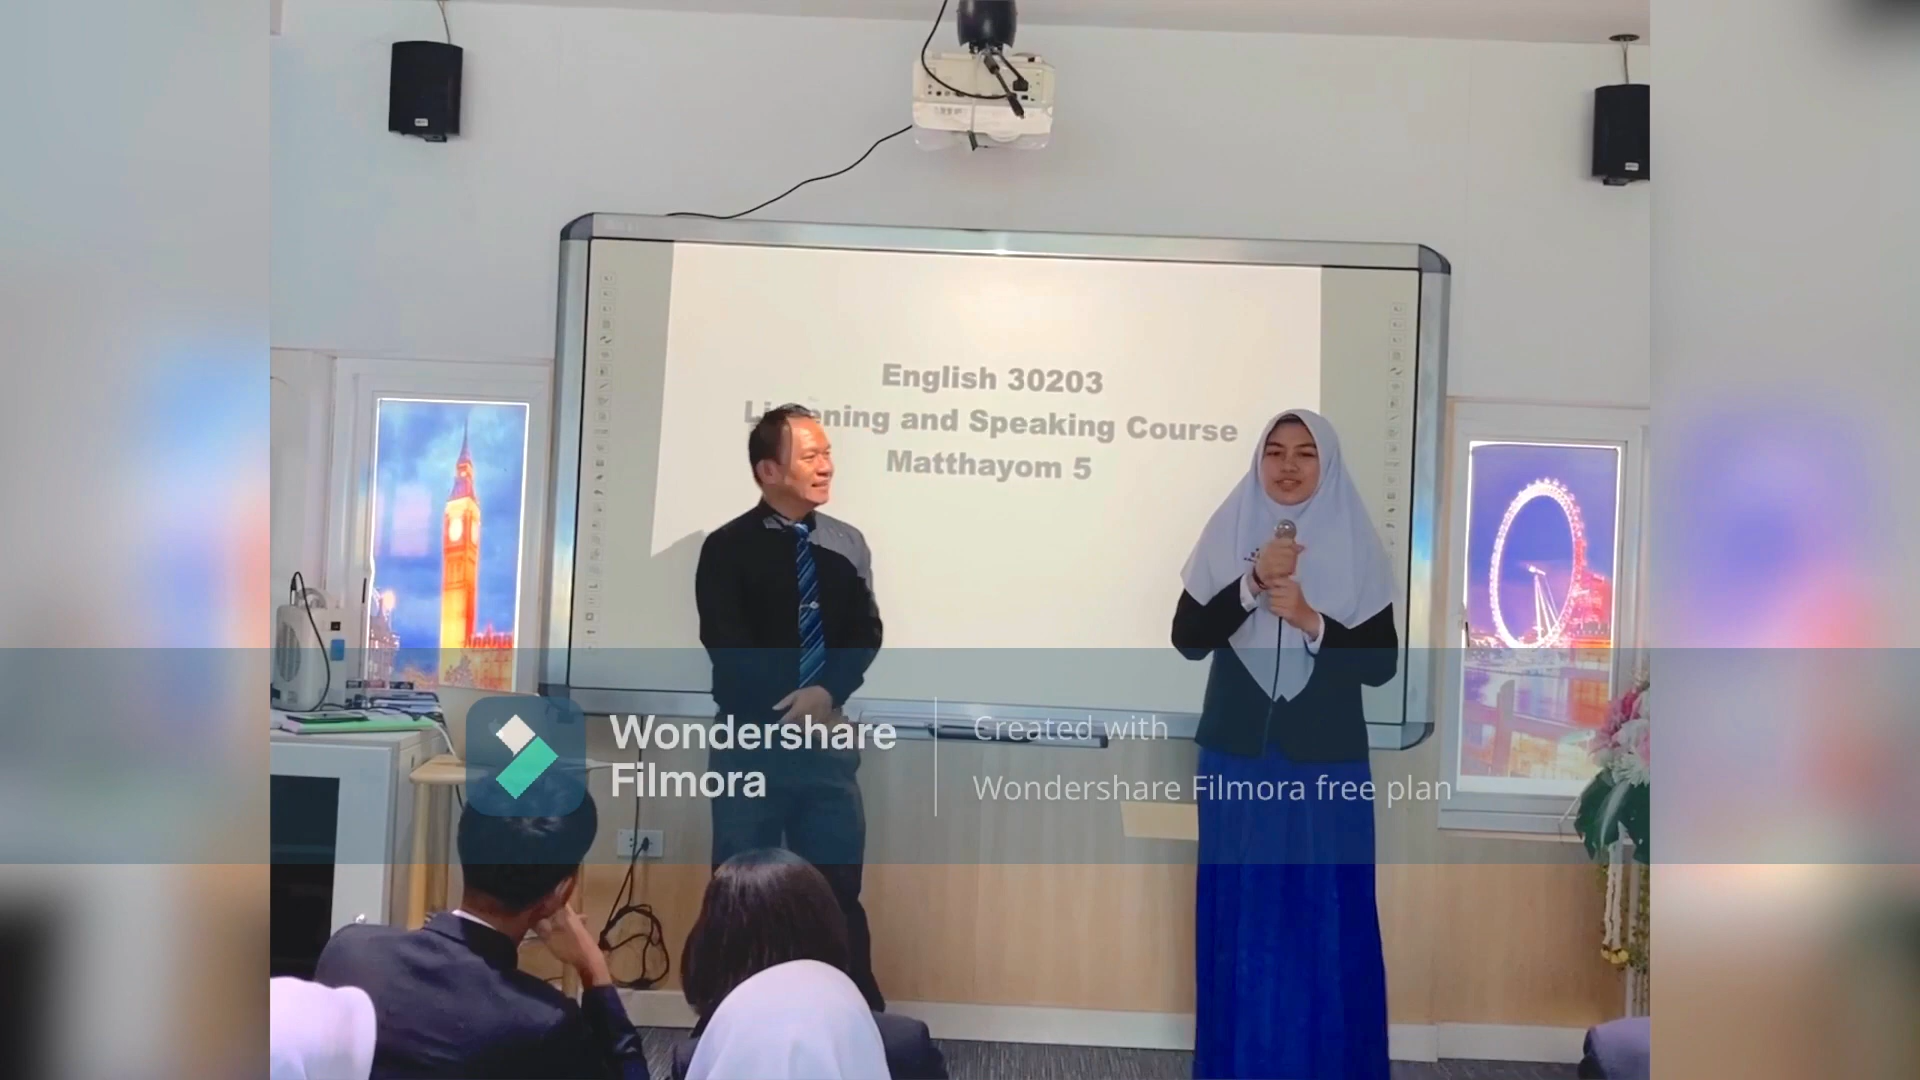 English 30203
Listening and Speaking Course
Matthayom 5
Wondershare
Filmora
Created with
Wondershare Filmora free plan